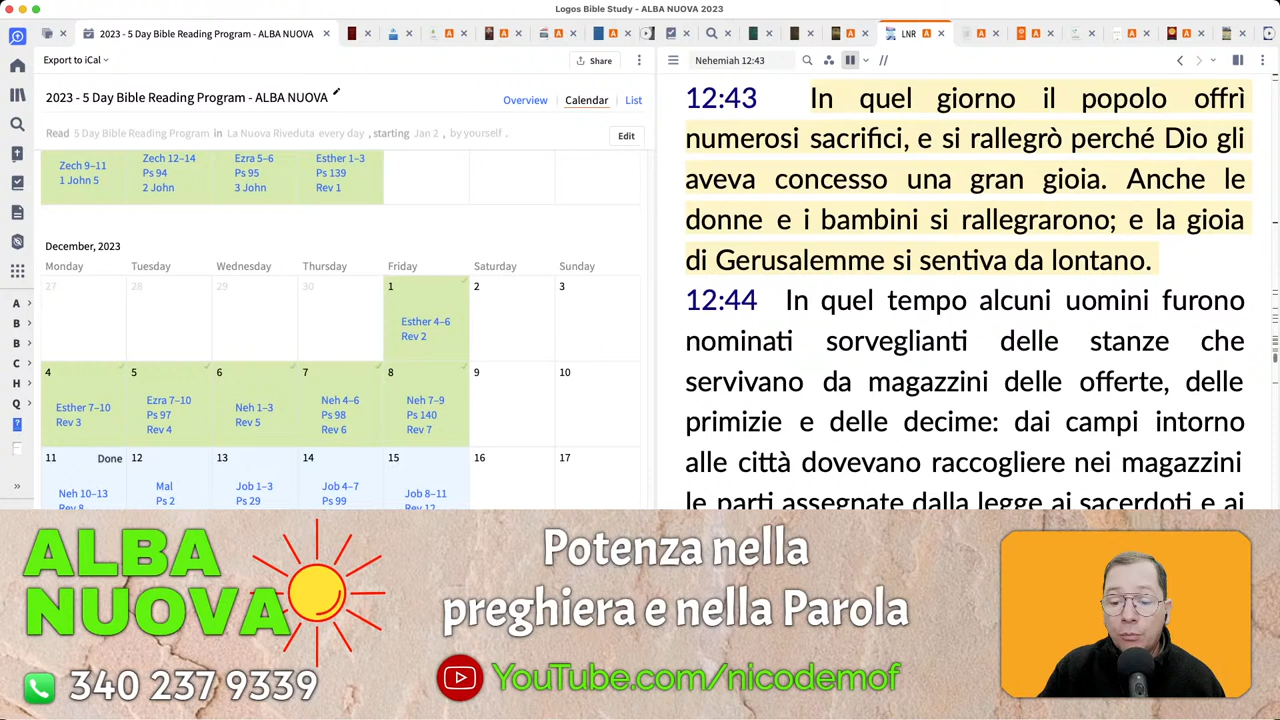 Logos Bible Study - ALBA NUOVA 2023
2023 - 5 Day Bible Reading Program - ALBA NUOVA
LNR
Export to iCal
Share
2023 - 5 Day Bible Reading Program - ALBA NUOVA
Overview
Calendar
List
Read 5 Day Bible Reading Program in La Nuova Riveduta every day , starting Jan 2 , by yourself .
Edit
Zech 9–11
1 John 5
Zech 12–14
Ps 94
2 John
Ezra 5–6
Ps 95
3 John
Esther 1–3
Ps 139
Rev 1
December, 2023
Monday Tuesday Wednesday Thursday Friday Saturday Sunday
27 28 29 30 1 2 3
Esther 4–6
Rev 2
4 5 6 7 8 9 10
Esther 7–10
Rev 3
Ezra 7–10
Ps 97
Rev 4
Neh 1–3
Rev 5
Neh 4–6
Ps 98
Rev 6
Neh 7–9
Ps 140
Rev 7
11 Done 12 13 14 15 16 17
Neh 10–13
Rev 8
Mal
Ps 2
Job 1–3
Ps 29
Job 4–7
Ps 99
Job 8–11
Rev 12
A
B
B
C
H
Q
Nehemiah 12:43
12:43 In quel giorno il popolo offrì
numerosi sacrifici, e si rallegrò perché Dio gli
aveva concesso una gran gioia. Anche le
donne e i bambini si rallegrarono; e la gioia
di Gerusalemme si sentiva da lontano.
12:44 In quel tempo alcuni uomini furono
nominati sorveglianti delle stanze che
servivano da magazzini delle offerte, delle
primizie e delle decime: dai campi intorno
alle città dovevano raccogliere nei magazzini
le parti assegnate dalla legge ai sacerdoti e ai
ALBA
NUOVA
340 237 9339
Potenza nella
preghiera e nella Parola
YouTube.com/nicodemof